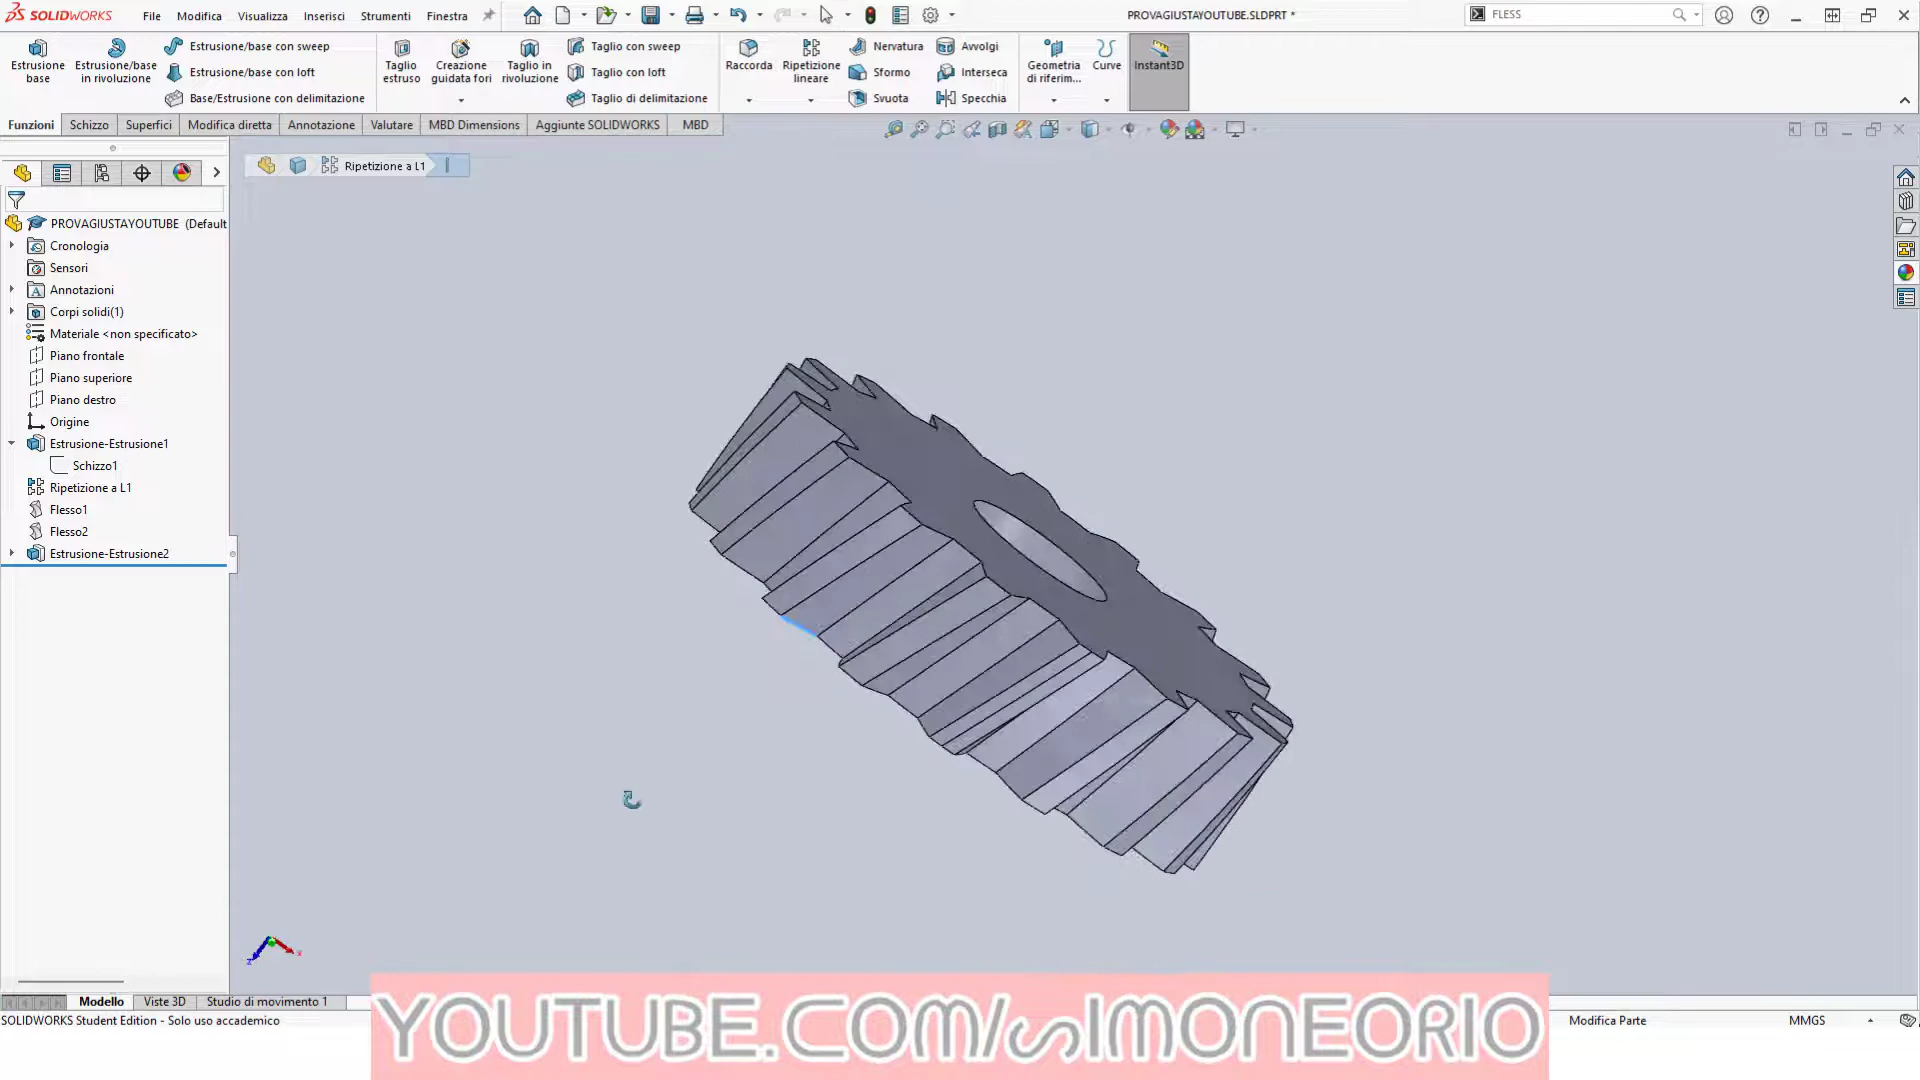 SOLIDWORKS File Modifica Visualizza Inserisci Strumenti Finestra PROVAGIUSTAYOUTUBE.SLDPRT * FLESS
Estrusione base
Estrusione/base in rivoluzione
Estrusione/base con sweep
Estrusione/base con loft
Base/Estrusione con delimitazione
Taglio estruso
Creazione guidata fori
Taglio in rivoluzione
Taglio con sweep
Taglio con loft
Taglio di delimitazione
Raccorda
Ripetizione lineare
Nervatura
Sformo
Svuota
Avvolgi
Interseca
Specchia
Geometria di riferim...
Curve
Instant3D
Funzioni Schizzo Superfici Modifica diretta Annotazione Valutare MBD Dimensions Aggiunte SOLIDWORKS MBD
Ripetizione a L1
PROVAGIUSTAYOUTUBE (Default
Cronologia
Sensori
Annotazioni
Corpi solidi(1)
Materiale <non specificato>
Piano frontale
Piano superiore
Piano destro
Origine
Estrusione-Estrusione1
Schizzo1
Ripetizione a L1
Flesso1
Flesso2
Estrusione-Estrusione2
Modello Viste 3D Studio di movimento 1
SOLIDWORKS Student Edition - Solo uso accademico
Modifica Parte MMGS
YOUTUBE.COM/SIMONEORIO